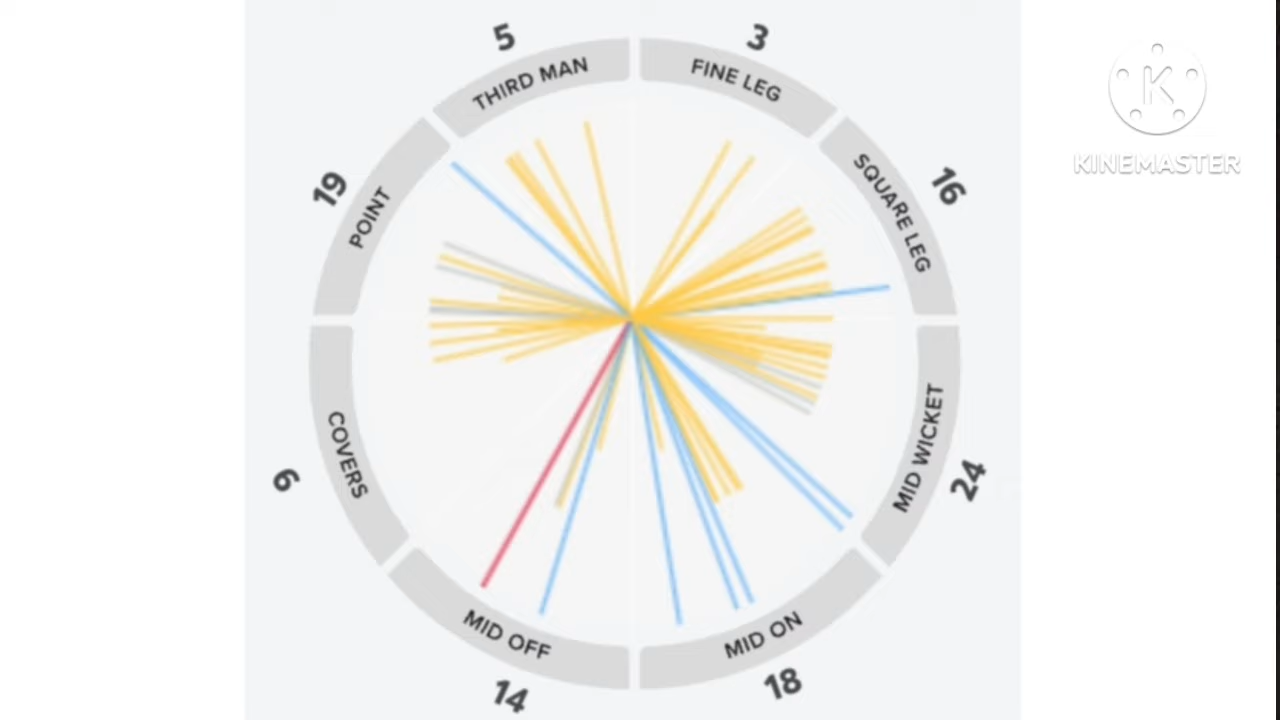 5
3
THIRD MAN
FINE LEG
19
16
POINT
SQUARE LEG
COVERS
MID WICKET
6
24
MID OFF
MID ON
14
18
K
KINEMASTER